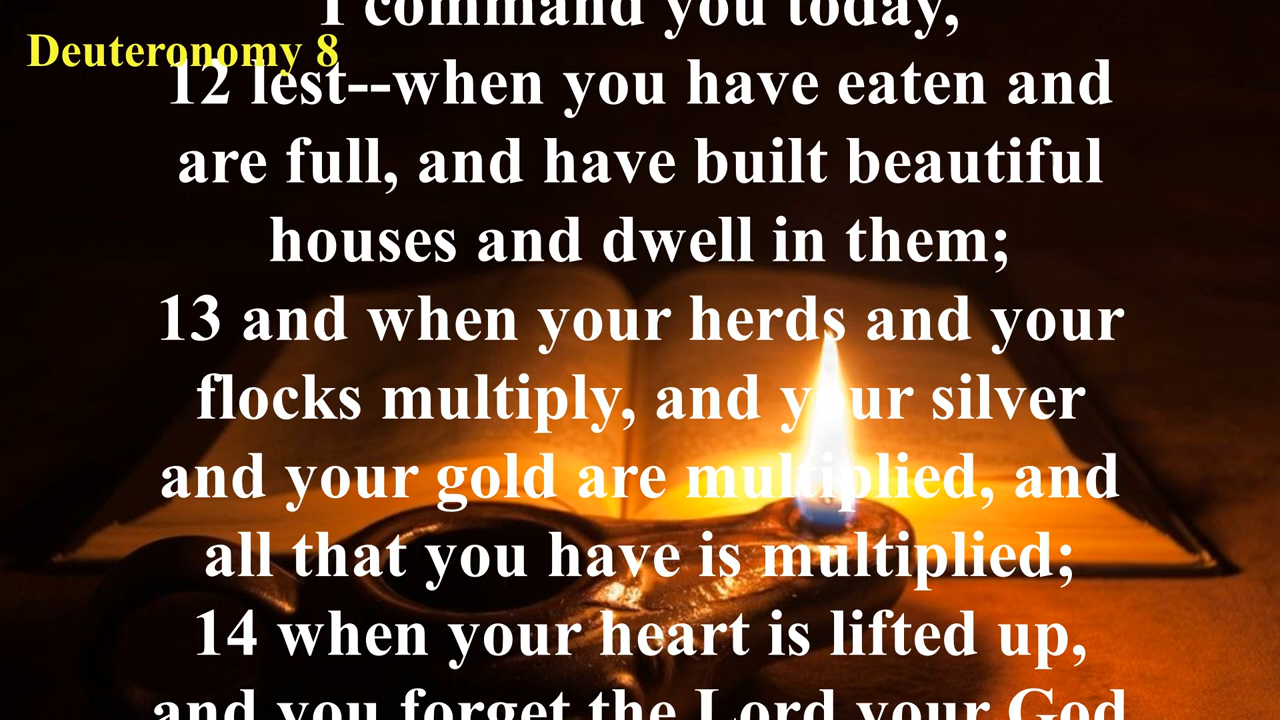 I command you today,
Deuteronomy 8
12 lest--when you have eaten and
are full, and have built beautiful
houses and dwell in them;
13 and when your herds and your
flocks multiply, and your silver
and your gold are multiplied, and
all that you have is multiplied;
14 when your heart is lifted up,
and you forget the Lord your God